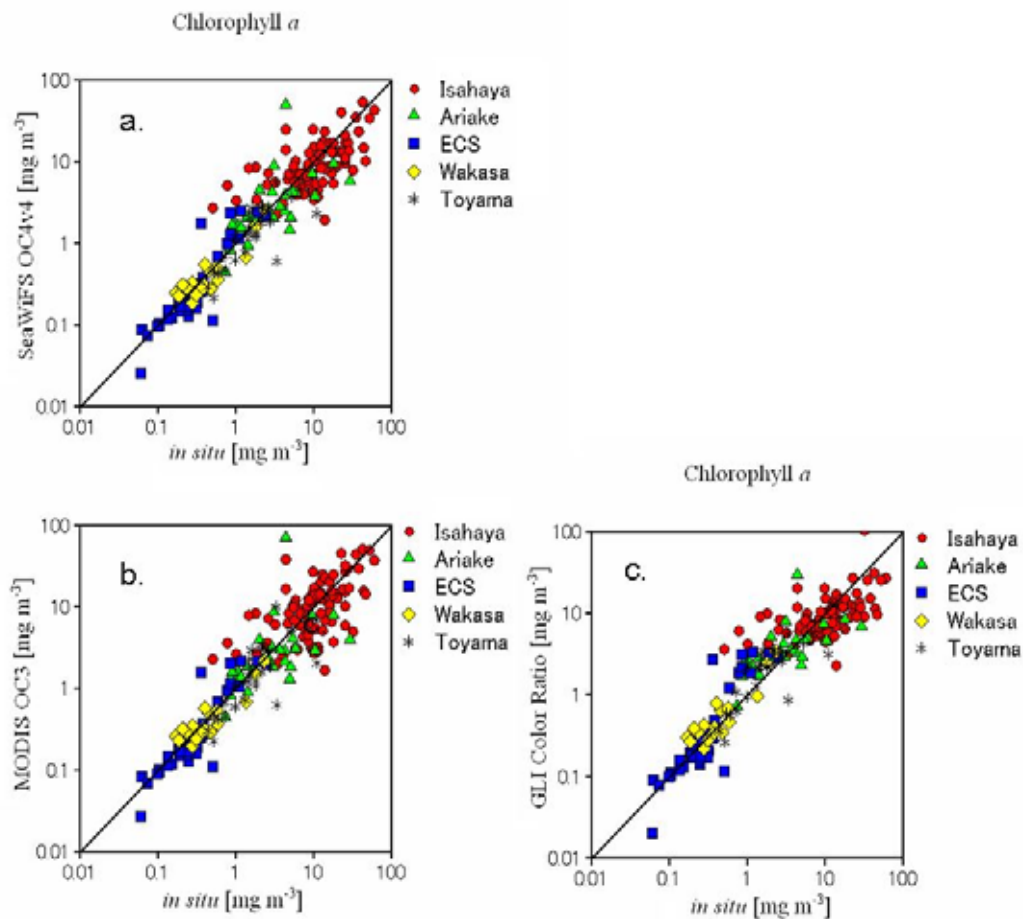 Chlorophyll a
100
10
1
0.1
0.01
0.01 0.1 1 10 100
SeaWiFS OC4v4 [mg m-3]
in situ [mg m-3]
a.
Isahaya
Ariake
ECS
Wakasa
Toyama
100
10
1
0.1
0.01
0.01 0.1 1 10 100
MODIS OC3 [mg m-3]
in situ [mg m-3]
b.
Isahaya
Ariake
ECS
Wakasa
Toyama
Chlorophyll a
100
10
1
0.1
0.01
0.01 0.1 1 10 100
GLI Color Ratio [mg m-3]
in situ [mg m-3]
c.
Isahaya
Ariake
ECS
Wakasa
Toyama